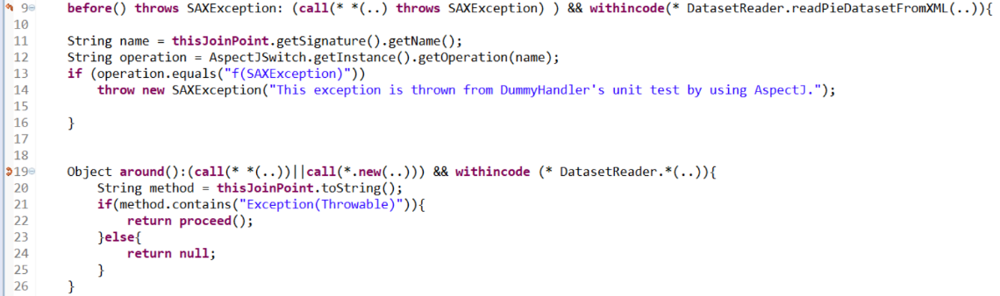 9 before() throws SAXException: (call(* *(..) throws SAXException) ) && withincode(* DatasetReader.readPieDatasetFromXML(..)){
10
11 String name = thisJoinPoint.getSignature().getName();
12 String operation = AspectJSwitch.getInstance().getOperation(name);
13 if (operation.equals("f(SAXException)"))
14 throw new SAXException("This exception is thrown from DummyHandler's unit test by using AspectJ.");
15
16 }
17
18
19 Object around():(call(* *(..))||call(*.new(..))) && withincode (* DatasetReader.*(..)){
20 String method = thisJoinPoint.toString();
21 if(method.contains("Exception(Throwable)")){
22 return proceed();
23 }else{
24 return null;
25 }
26 }